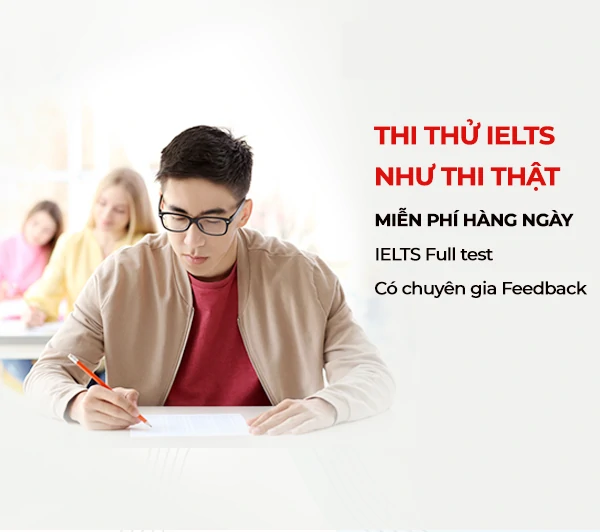 THI THỬ IELTS
NHƯ THI THẬT
MIỄN PHÍ HÀNG NGÀY
IELTS Full test
Có chuyên gia Feedback